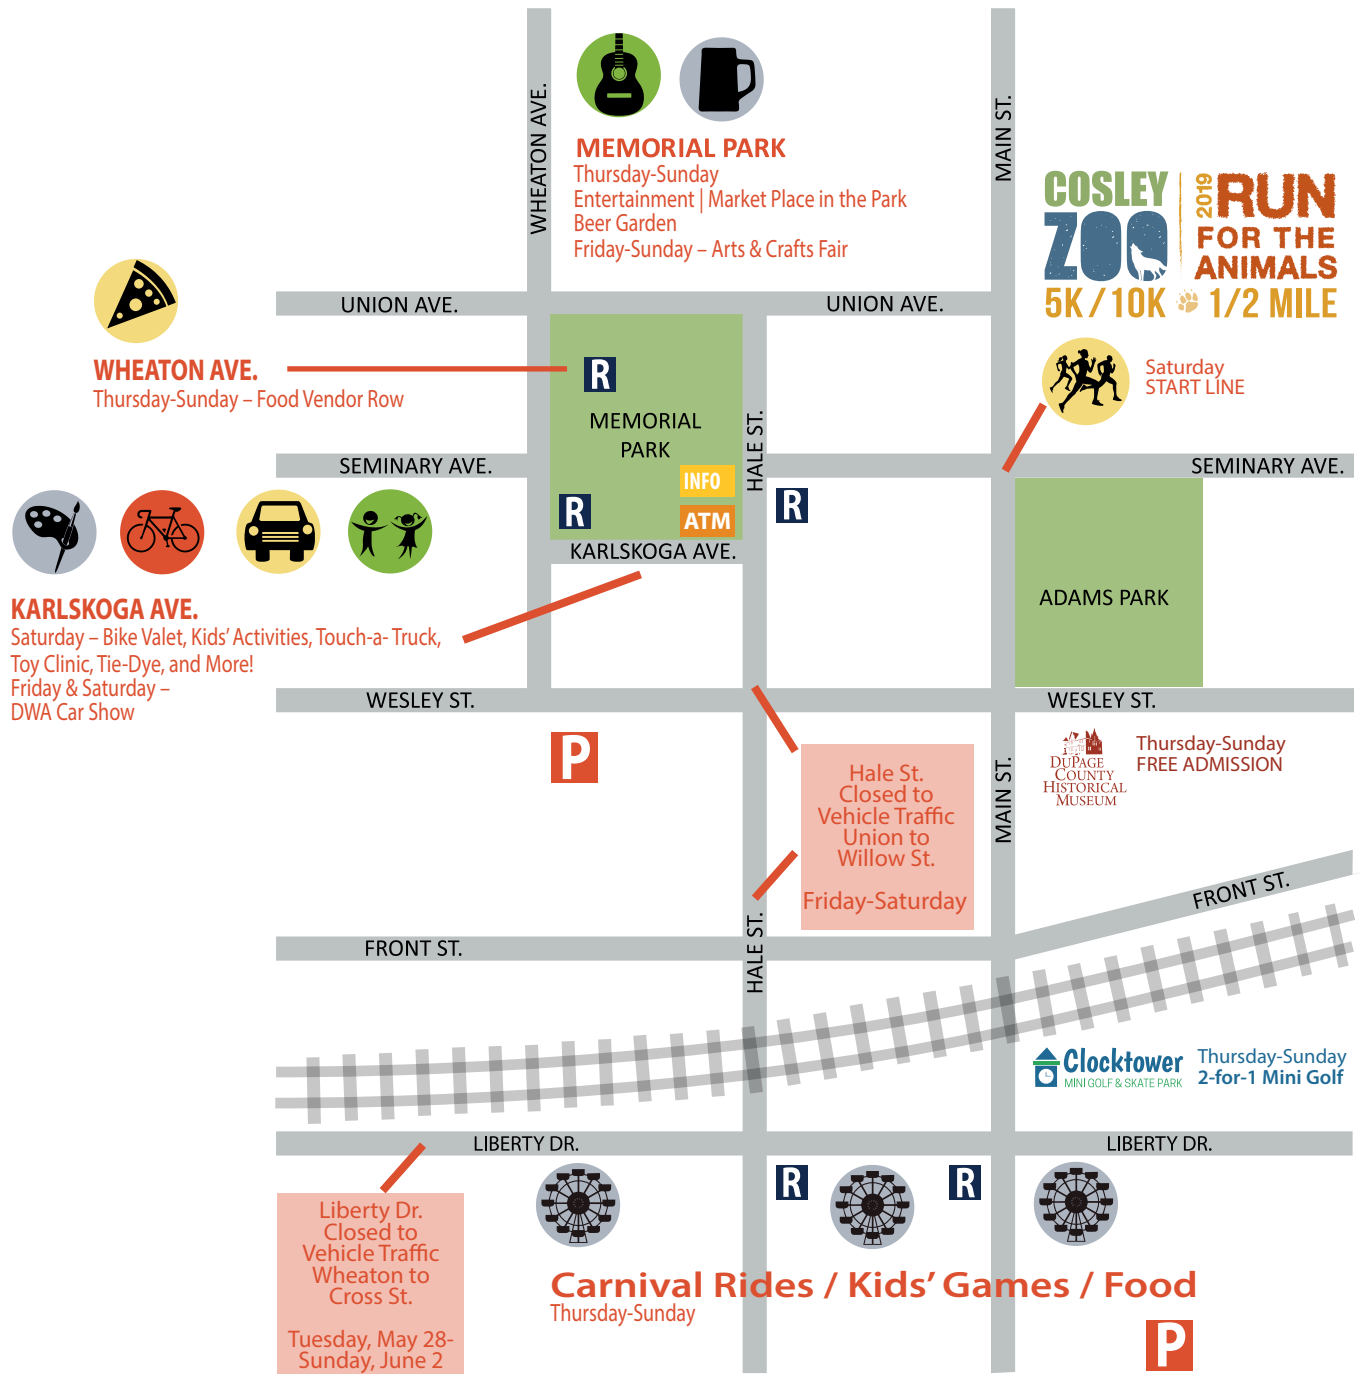 WHEATON AVE.
MAIN ST.
MEMORIAL PARK
Thursday-Sunday
Entertainment | Market Place in the Park
Beer Garden
Friday-Sunday – Arts & Crafts Fair
COSLEY
ZOO
2019
RUN
FOR THE
ANIMALS
5K / 10K 1/2 MILE
UNION AVE.
UNION AVE.
WHEATON AVE.
Thursday-Sunday – Food Vendor Row
R
MEMORIAL
PARK
HALE ST.
Saturday
START LINE
SEMINARY AVE.
SEMINARY AVE.
INFO
ATM
R
R
KARLSKOGA AVE.
KARLSKOGA AVE.
Saturday – Bike Valet, Kids' Activities, Touch-a- Truck,
Toy Clinic, Tie-Dye, and More!
Friday & Saturday –
DWA Car Show
ADAMS PARK
WESLEY ST.
WESLEY ST.
P
Hale St.
Closed to
Vehicle Traffic
Union to
Willow St.
Friday-Saturday
MAIN ST.
DuPage
County
Historical
Museum
Thursday-Sunday
FREE ADMISSION
FRONT ST.
FRONT ST.
HALE ST.
Clocktower
MINI GOLF & SKATE PARK
Thursday-Sunday
2-for-1 Mini Golf
LIBERTY DR.
LIBERTY DR.
R
R
Liberty Dr.
Closed to
Vehicle Traffic
Wheaton to
Cross St.
Tuesday, May 28-
Sunday, June 2
Carnival Rides / Kids' Games / Food
Thursday-Sunday
P